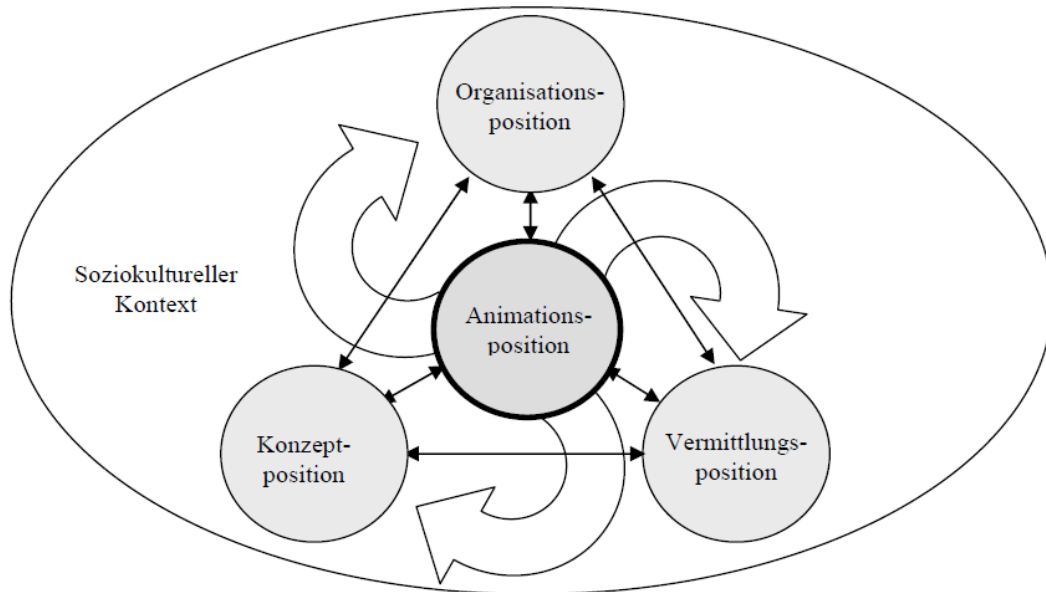 Organisations-
position
Soziokultureller
Kontext
Animations-
position
Konzept-
position
Vermittlungs-
position